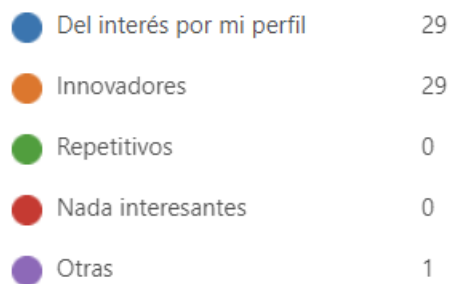 Del interés por mi perfil 29
Innovadores 29
Repetitivos 0
Nada interesantes 0
Otras 1